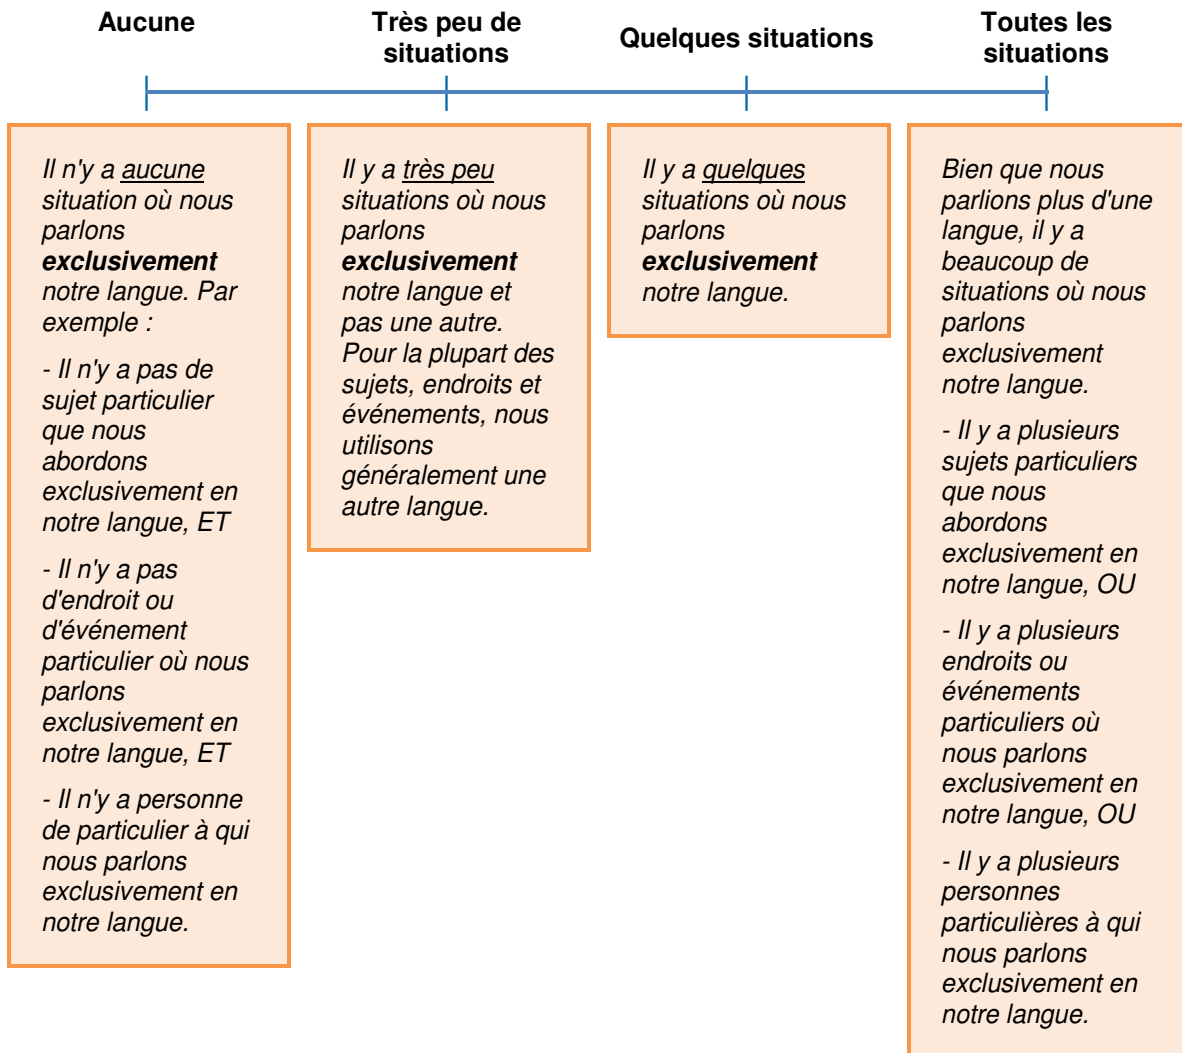 Aucune
Très peu de
situations
Quelques situations
Toutes les
situations
Il n'y a aucune
situation où nous
parlons
exclusivement
notre langue. Par
exemple :
- Il n'y a pas de
sujet particulier
que nous
abordons
exclusivement en
notre langue, ET
- Il n'y a pas
d'endroit ou
d'événement
particulier où nous
parlons
exclusivement en
notre langue, ET
- Il n'y a personne
de particulier à qui
nous parlons
exclusivement en
notre langue.
Il y a très peu
situations où nous
parlons
exclusivement
notre langue et
pas une autre.
Pour la plupart des
sujets, endroits et
événements, nous
utilisons
généralement une
autre langue.
Il y a quelques
situations où nous
parlons
exclusivement
notre langue.
Bien que nous
parlions plus d'une
langue, il y a
beaucoup de
situations où nous
parlons
exclusivement
notre langue.
- Il y a plusieurs
sujets particuliers
que nous
abordons
exclusivement en
notre langue, OU
- Il y a plusieurs
endroits ou
événements
particuliers où
nous parlons
exclusivement en
notre langue, OU
- Il y a plusieurs
personnes
particulières à qui
nous parlons
exclusivement en
notre langue.